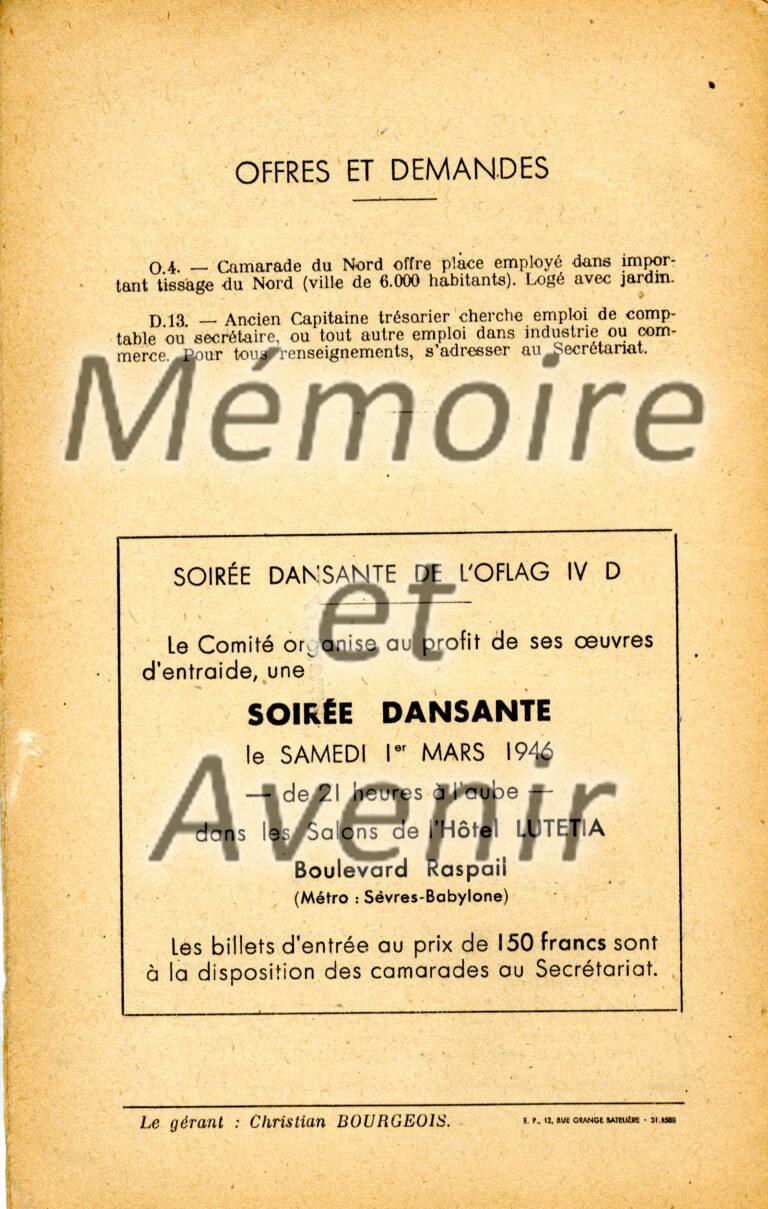 OFFRES ET DEMANDES
O.4. — Camarade du Nord offre place employé dans impor-
tant tissage du Nord (ville de 6.000 habitants). Logé avec jardin.
D.13. — Ancien Capitaine trésorier cherche emploi de comp-
table ou secrétaire, ou tout autre emploi dans industrie ou com-
merce. Pour tous renseignements, s'adresser au Secrétariat.
Mémoire
SOIRÉE DANSANTE DE L'OFLAG IV D
et
Le Comité organise au profit de ses œuvres
d'entraide, une
SOIRÉE DANSANTE
le SAMEDI 1er MARS 1946
Avenir
— de 21 heures à l'aube —
dans les Salons de l'Hôtel LUTETIA
Boulevard Raspail
(Métro : Sèvres-Babylone)
Les billets d'entrée au prix de 150 francs sont
à la disposition des camarades au Secrétariat.
Le gérant : Christian BOURGEOIS.
E. P., 12, RUE GRANGE BATELIÈRE -